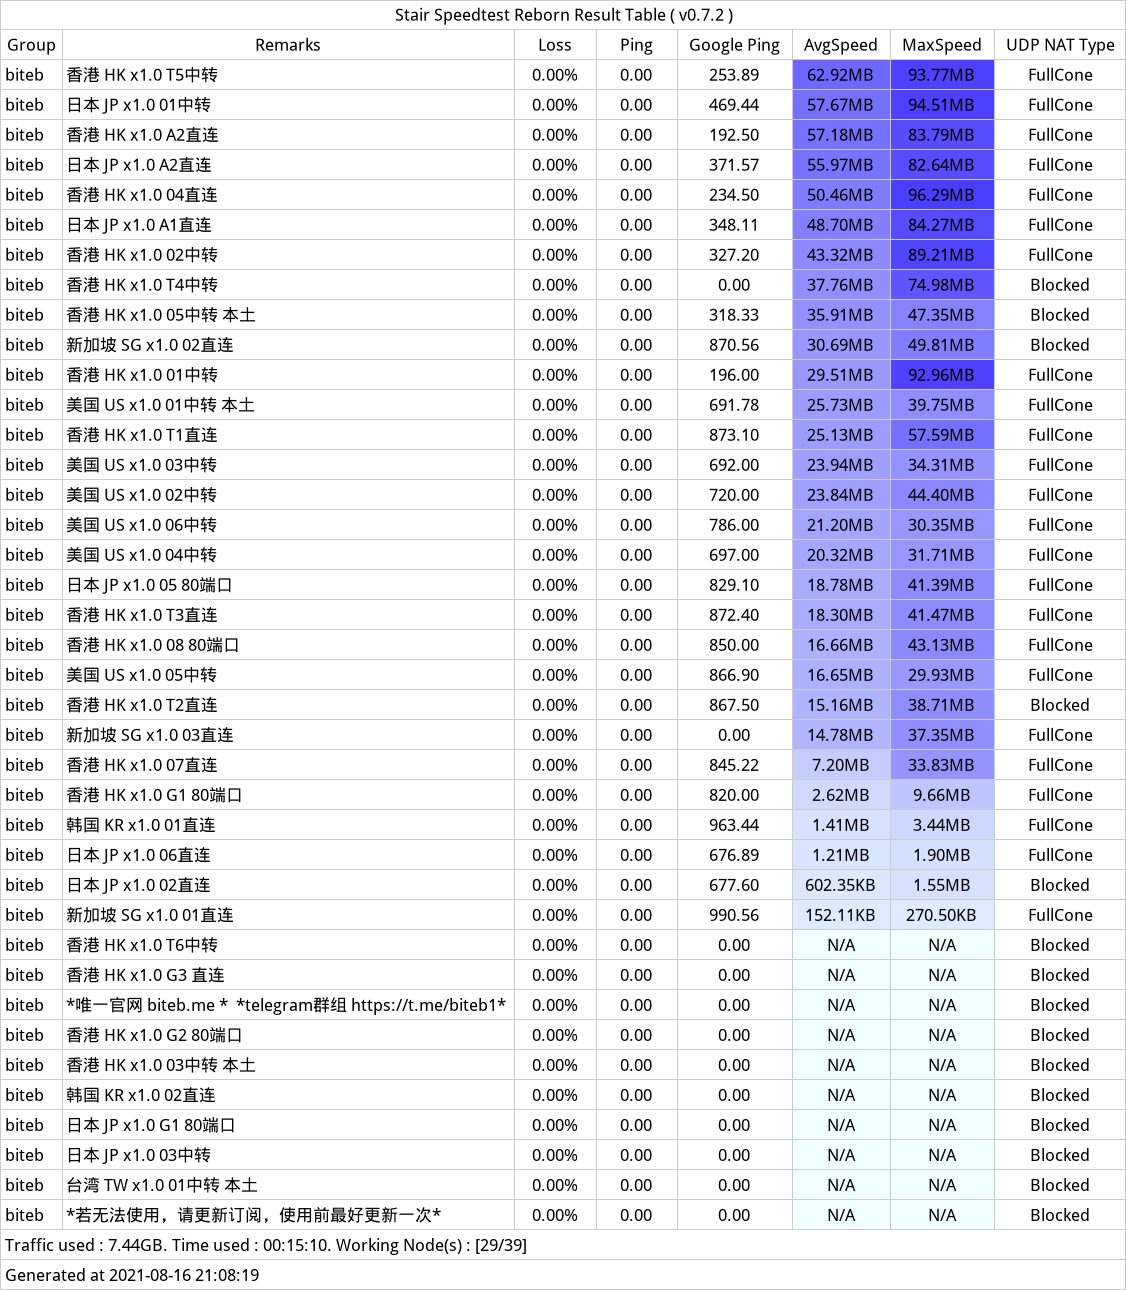 Stair Speedtest Reborn Result Table ( v0.7.2 )
Group Remarks Loss Ping Google Ping AvgSpeed MaxSpeed UDP NAT Type
biteb 香港 HK x1.0 T5中转 0.00% 0.00 253.89 62.92MB 93.77MB FullCone
biteb 日本 JP x1.0 01中转 0.00% 0.00 469.44 57.67MB 94.51MB FullCone
biteb 香港 HK x1.0 A2直连 0.00% 0.00 192.50 57.18MB 83.79MB FullCone
biteb 日本 JP x1.0 A2直连 0.00% 0.00 371.57 55.97MB 82.64MB FullCone
biteb 香港 HK x1.0 04直连 0.00% 0.00 234.50 50.46MB 96.29MB FullCone
biteb 日本 JP x1.0 A1直连 0.00% 0.00 348.11 48.70MB 84.27MB FullCone
biteb 香港 HK x1.0 02中转 0.00% 0.00 327.20 43.32MB 89.21MB FullCone
biteb 香港 HK x1.0 T4中转 0.00% 0.00 0.00 37.76MB 74.98MB Blocked
biteb 香港 HK x1.0 05中转 本土 0.00% 0.00 318.33 35.91MB 47.35MB Blocked
biteb 新加坡 SG x1.0 02直连 0.00% 0.00 870.56 30.69MB 49.81MB Blocked
biteb 香港 HK x1.0 01中转 0.00% 0.00 196.00 29.51MB 92.96MB FullCone
biteb 美国 US x1.0 01中转 本土 0.00% 0.00 691.78 25.73MB 39.75MB FullCone
biteb 香港 HK x1.0 T1直连 0.00% 0.00 873.10 25.13MB 57.59MB FullCone
biteb 美国 US x1.0 03中转 0.00% 0.00 692.00 23.94MB 34.31MB FullCone
biteb 美国 US x1.0 02中转 0.00% 0.00 720.00 23.84MB 44.40MB FullCone
biteb 美国 US x1.0 06中转 0.00% 0.00 786.00 21.20MB 30.35MB FullCone
biteb 美国 US x1.0 04中转 0.00% 0.00 697.00 20.32MB 31.71MB FullCone
biteb 日本 JP x1.0 05 80端口 0.00% 0.00 829.10 18.78MB 41.39MB FullCone
biteb 香港 HK x1.0 T3直连 0.00% 0.00 872.40 18.30MB 41.47MB FullCone
biteb 香港 HK x1.0 08 80端口 0.00% 0.00 850.00 16.66MB 43.13MB FullCone
biteb 美国 US x1.0 05中转 0.00% 0.00 866.90 16.65MB 29.93MB FullCone
biteb 香港 HK x1.0 T2直连 0.00% 0.00 867.50 15.16MB 38.71MB Blocked
biteb 新加坡 SG x1.0 03直连 0.00% 0.00 0.00 14.78MB 37.35MB FullCone
biteb 香港 HK x1.0 07直连 0.00% 0.00 845.22 7.20MB 33.83MB FullCone
biteb 香港 HK x1.0 G1 80端口 0.00% 0.00 820.00 2.62MB 9.66MB FullCone
biteb 韩国 KR x1.0 01直连 0.00% 0.00 963.44 1.41MB 3.44MB FullCone
biteb 日本 JP x1.0 06直连 0.00% 0.00 676.89 1.21MB 1.90MB FullCone
biteb 日本 JP x1.0 02直连 0.00% 0.00 677.60 602.35KB 1.55MB Blocked
biteb 新加坡 SG x1.0 01直连 0.00% 0.00 990.56 152.11KB 270.50KB FullCone
biteb 香港 HK x1.0 T6中转 0.00% 0.00 0.00 N/A N/A Blocked
biteb 香港 HK x1.0 G3 直连 0.00% 0.00 0.00 N/A N/A Blocked
biteb *唯一官网 biteb.me * *telegram群组 https://t.me/biteb1* 0.00% 0.00 0.00 N/A N/A Blocked
biteb 香港 HK x1.0 G2 80端口 0.00% 0.00 0.00 N/A N/A Blocked
biteb 香港 HK x1.0 03中转 本土 0.00% 0.00 0.00 N/A N/A Blocked
biteb 韩国 KR x1.0 02直连 0.00% 0.00 0.00 N/A N/A Blocked
biteb 日本 JP x1.0 G1 80端口 0.00% 0.00 0.00 N/A N/A Blocked
biteb 日本 JP x1.0 03中转 0.00% 0.00 0.00 N/A N/A Blocked
biteb 台湾 TW x1.0 01中转 本土 0.00% 0.00 0.00 N/A N/A Blocked
biteb *若无法使用，请更新订阅，使用前最好更新一次* 0.00% 0.00 0.00 N/A N/A Blocked
Traffic used : 7.44GB. Time used : 00:15:10. Working Node(s) : [29/39]
Generated at 2021-08-16 21:08:19